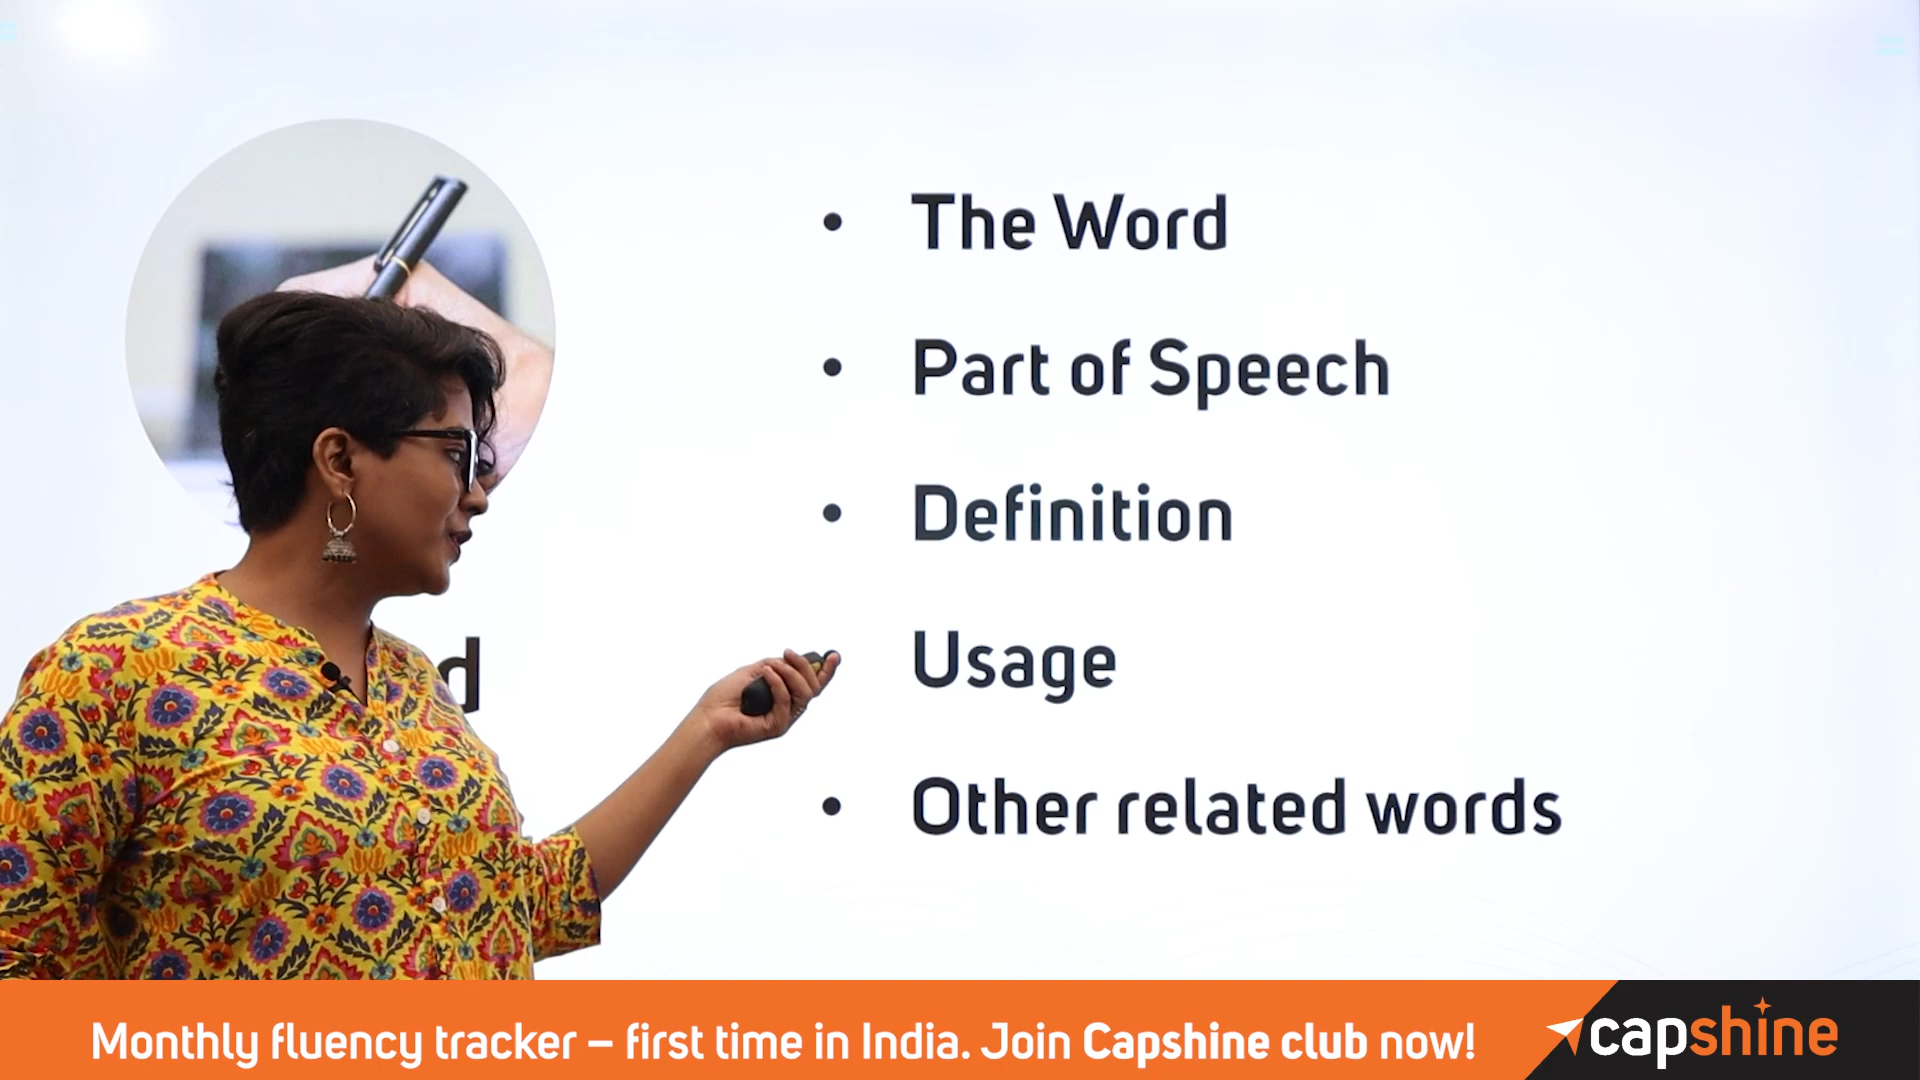 • The Word
• Part of Speech
• Definition
• Usage
• Other related words
Monthly fluency tracker – first time in India. Join Capshine club now!
capshine